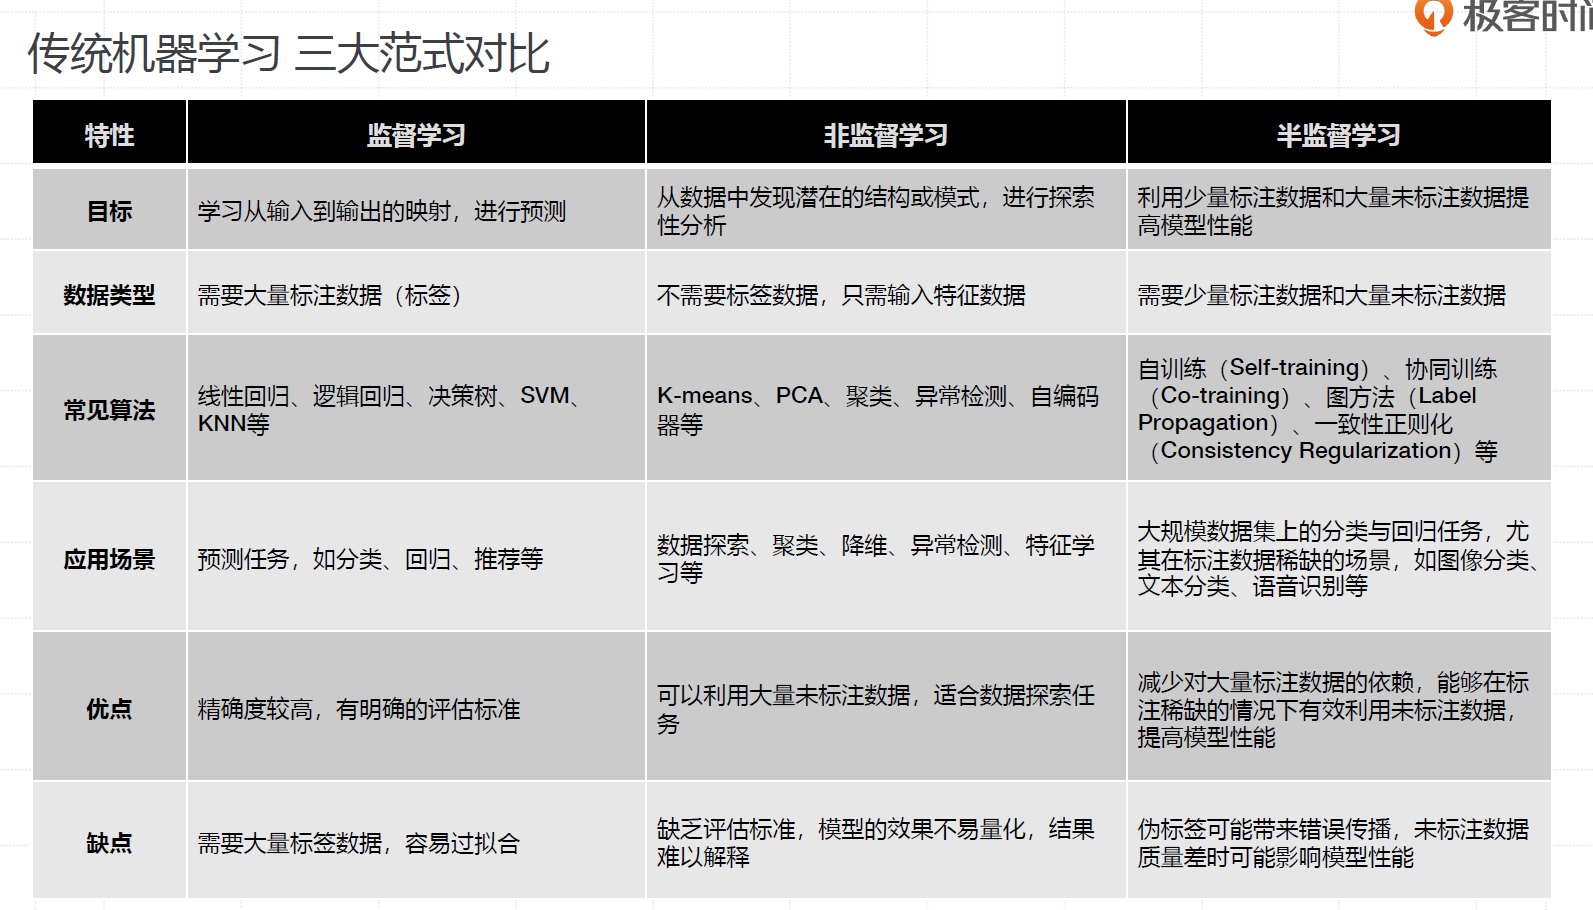 极客时间
传统机器学习 三大范式对比
特性
监督学习
非监督学习
半监督学习
目标
学习从输入到输出的映射，进行预测
从数据中发现潜在的结构或模式，进行探索
性分析
利用少量标注数据和大量未标注数据提
高模型性能
数据类型
需要大量标注数据（标签）
不需要标签数据，只需输入特征数据
需要少量标注数据和大量未标注数据
常见算法
线性回归、逻辑回归、决策树、SVM、
KNN等
K-means、PCA、聚类、异常检测、自编码
器等
自训练（Self-training）、协同训练
（Co-training）、图方法（Label
Propagation）、一致性正则化
（Consistency Regularization）等
应用场景
预测任务，如分类、回归、推荐等
数据探索、聚类、降维、异常检测、特征学
习等
大规模数据集上的分类与回归任务，尤
其在标注数据稀缺的场景，如图像分类、
文本分类、语音识别等
优点
精确度较高，有明确的评估标准
可以利用大量未标注数据，适合数据探索任
务
减少对大量标注数据的依赖，能够在标
注稀缺的情况下有效利用未标注数据，
提高模型性能
缺点
需要大量标签数据，容易过拟合
缺乏评估标准，模型的效果不易量化，结果
难以解释
伪标签可能带来错误传播，未标注数据
质量差时可能影响模型性能